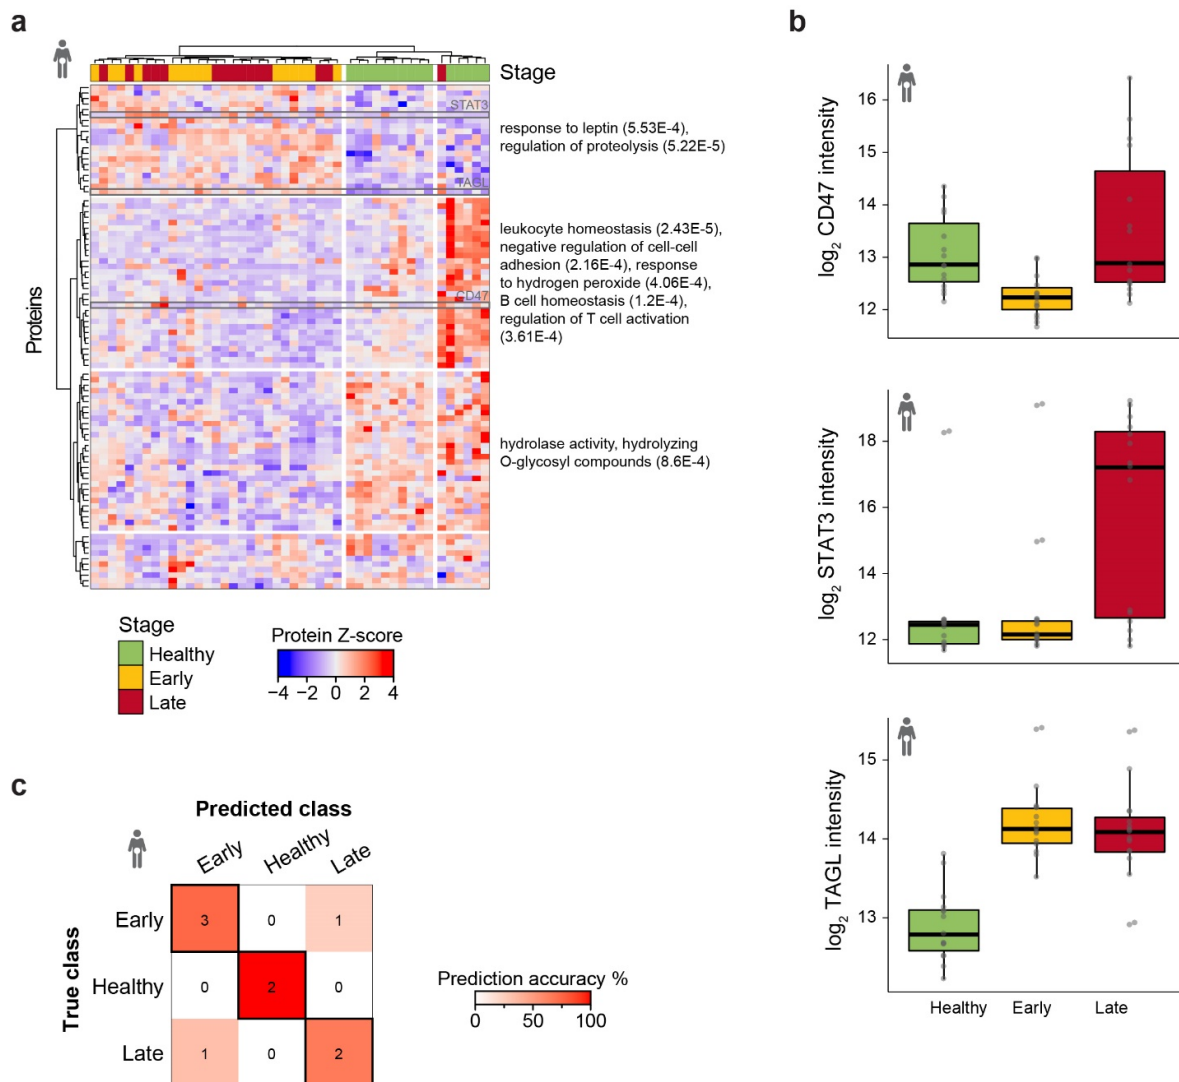 a
Stage
STAT3
response to leptin (5.53E-4),
regulation of proteolysis (5.22E-5)
TAGL
leukocyte homeostasis (2.43E-5),
negative regulation of cell-cell
adhesion (2.16E-4), response
to hydrogen peroxide (4.06E-4),
CD47
B cell homeostasis (1.2E-4),
regulation of T cell activation
(3.61E-4)
Proteins
hydrolase activity, hydrolyzing
O-glycosyl compounds (8.6E-4)
Stage
Healthy
Early
Late
Protein Z-score
−4 −2 0 2 4
b
log2 CD47 intensity
16
15
14
13
12
log2 STAT3 intensity
18
16
14
12
log2 TAGL intensity
15
14
13
Healthy Early Late
c
Predicted class
Early Healthy Late
True class
Early 3 0 1
Healthy 0 2 0
Late 1 0 2
Prediction accuracy %
0 50 100